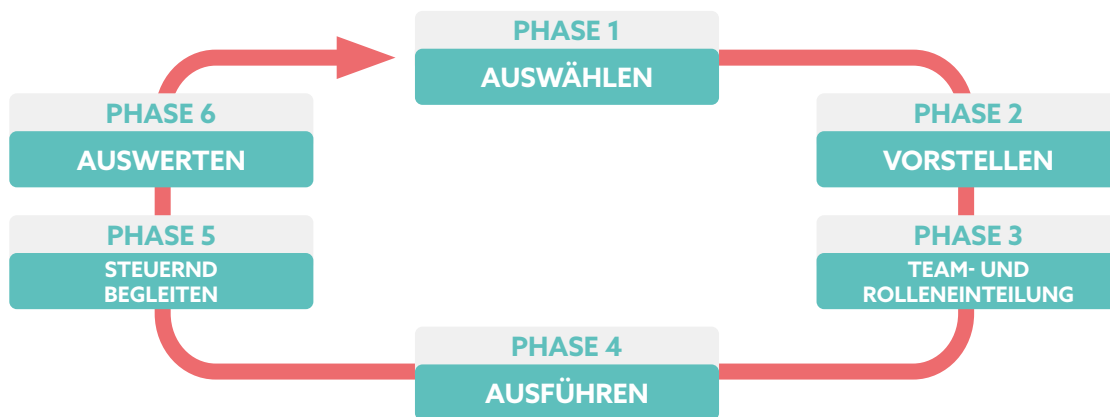 PHASE 1
AUSWÄHLEN
PHASE 2
VORSTELLEN
PHASE 3
TEAM- UND
ROLLENEINTEILUNG
PHASE 4
AUSFÜHREN
PHASE 5
STEUERND
BEGLEITEN
PHASE 6
AUSWERTEN